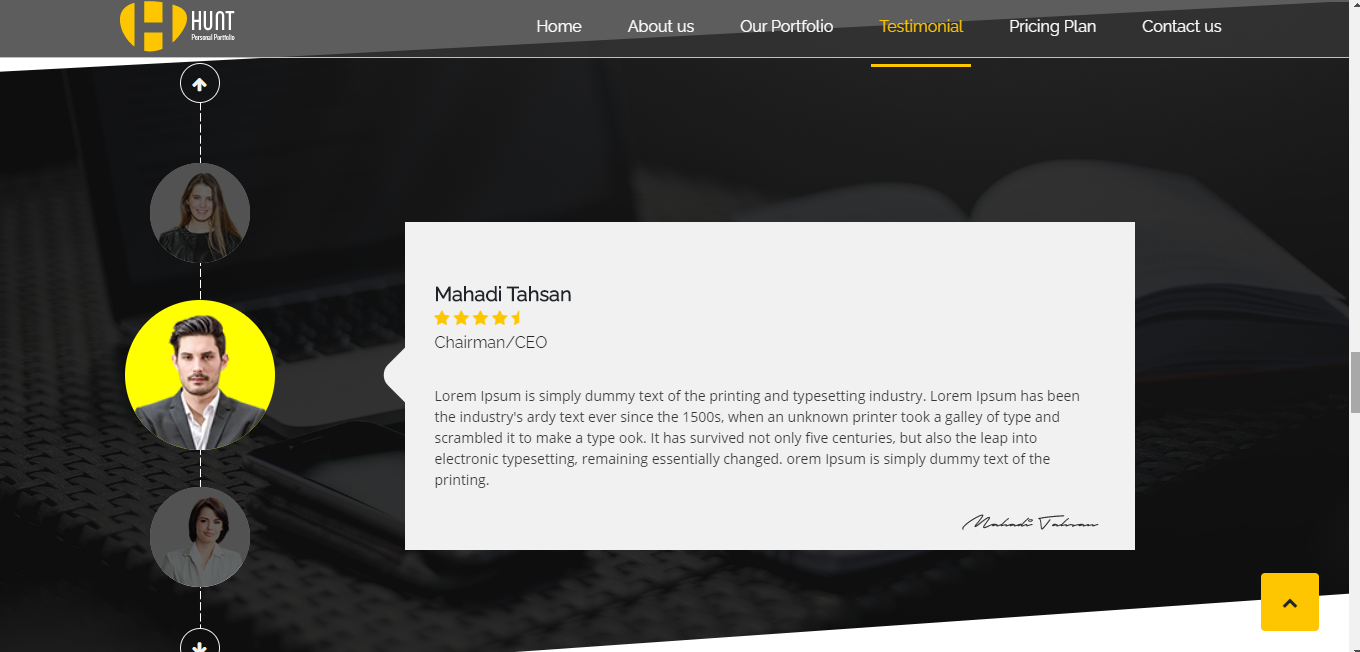 HUNT
Personal Portfolio
Home About us Our Portfolio Testimonial Pricing Plan Contact us
Mahadi Tahsan
Chairman/CEO
Lorem Ipsum is simply dummy text of the printing and typesetting industry. Lorem Ipsum has been
the industry's ardy text ever since the 1500s, when an unknown printer took a galley of type and
scrambled it to make a type ook. It has survived not only five centuries, but also the leap into
electronic typesetting, remaining essentially changed. orem Ipsum is simply dummy text of the
printing.
Mahadi Tahsan